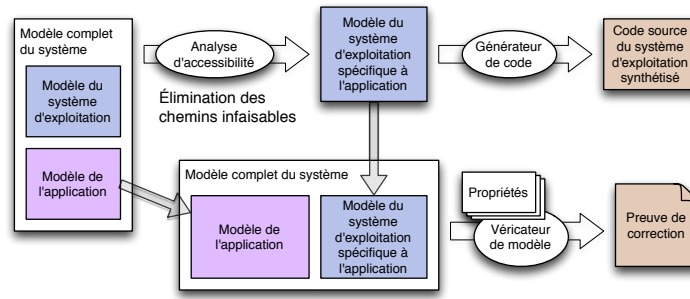 Modèle complet
du système
Modèle du
système
d'exploitation
Modèle de
l'application
Analyse
d'accessibilité
Élimination des
chemins infaisables
Modèle du
système
d'exploitation
spécifique à
l'application
Générateur
de code
Code source
du système
d'exploitation
synthétisé
Modèle complet du système
Modèle de
l'application
Modèle du
système
d'exploitation
spécifique à
l'application
Propriétés
Véricateur
de modèle
Preuve de
correction